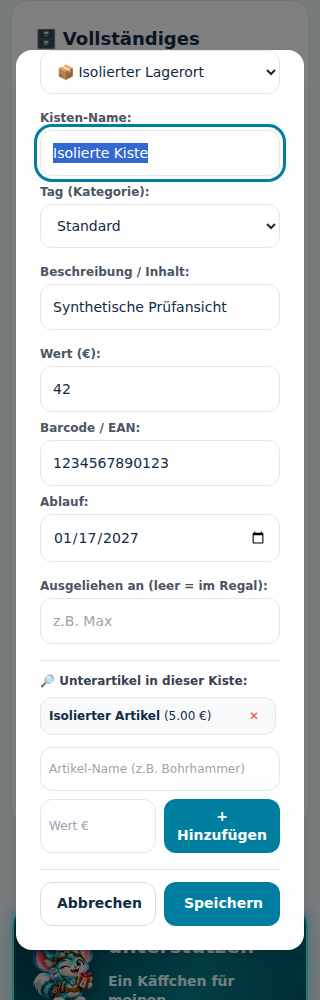 🗄️ Vollständiges
📦 Isolierter Lagerort
Kisten-Name:
Isolierte Kiste
Tag (Kategorie):
Standard
Beschreibung / Inhalt:
Synthetische Prüfansicht
Wert (€):
42
Barcode / EAN:
1234567890123
Ablauf:
01/17/2027
Ausgeliehen an (leer = im Regal):
z.B. Max
🔎 Unterartikel in dieser Kiste:
Isolierter Artikel (5.00 €) ×
Artikel-Name (z.B. Bohrhammer)
Wert €
+
Hinzufügen
Abbrechen
Speichern
unterstützen
Ein Käffchen für
meinen